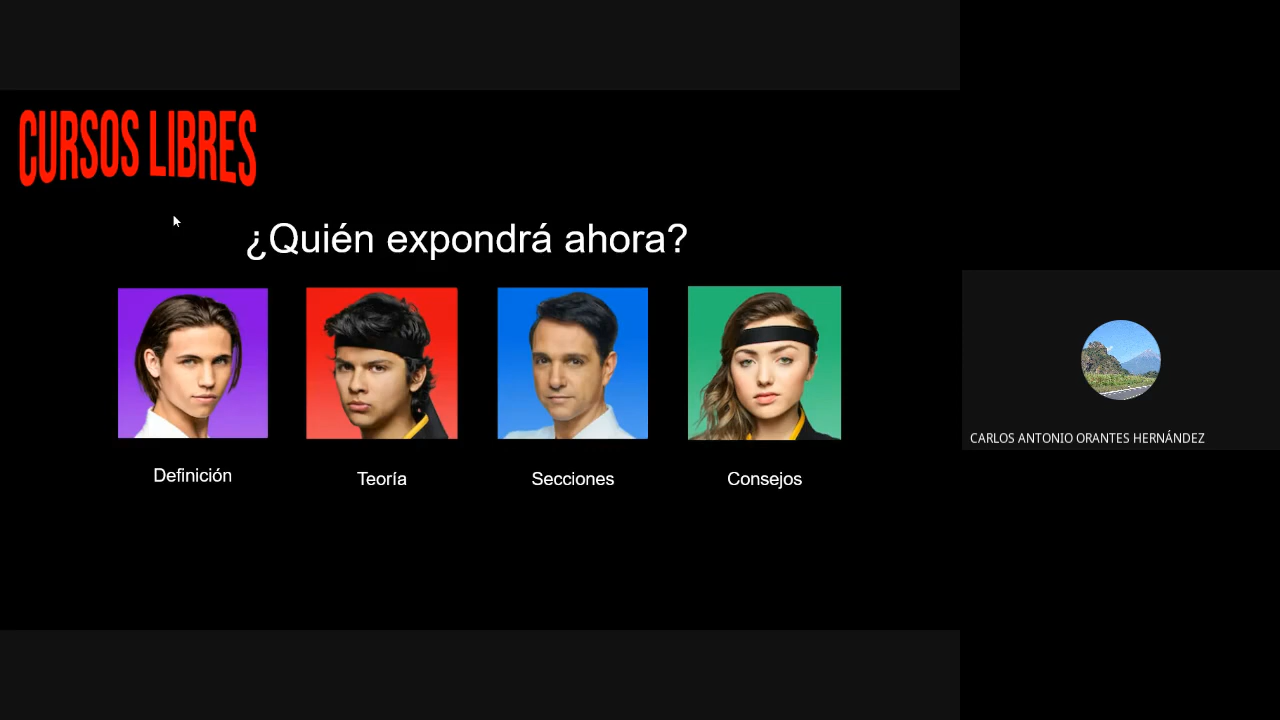 CURSOS LIBRES
¿Quién expondrá ahora?
Definición
Teoría
Secciones
Consejos
CARLOS ANTONIO ORANTES HERNÁNDEZ